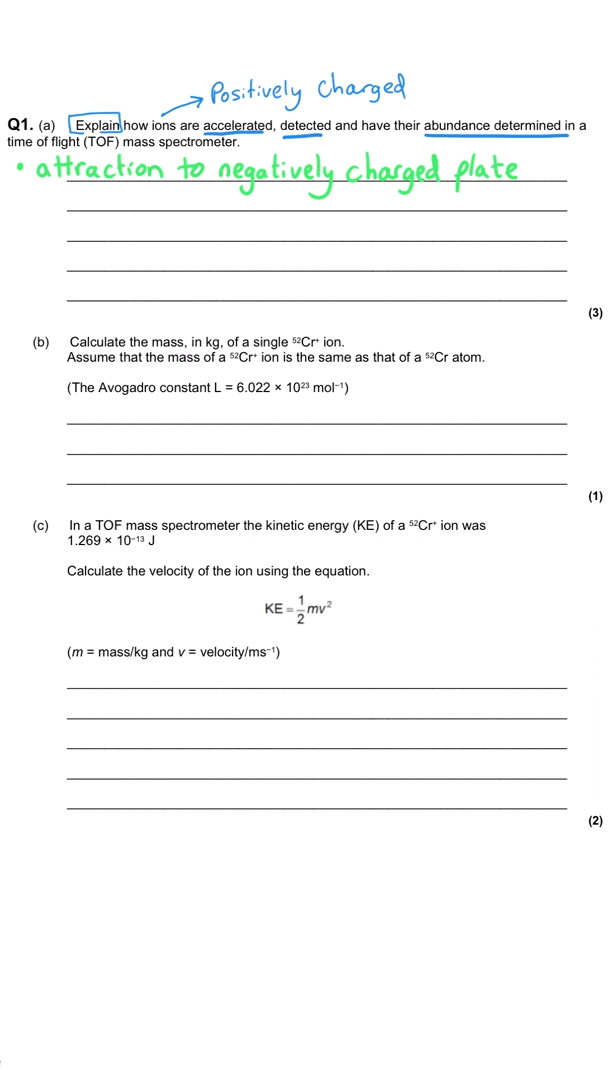 Positively Charged
Q1. (a) Explain how ions are accelerated, detected and have their abundance determined in a
time of flight (TOF) mass spectrometer.
• attraction to negatively charged plate
(3)
(b) Calculate the mass, in kg, of a single ⁵²Cr⁺ ion.
Assume that the mass of a ⁵²Cr⁺ ion is the same as that of a ⁵²Cr atom.
(The Avogadro constant L = 6.022 × 10²³ mol⁻¹)
(1)
(c) In a TOF mass spectrometer the kinetic energy (KE) of a ⁵²Cr⁺ ion was
1.269 × 10⁻¹³ J
Calculate the velocity of the ion using the equation.
KE = 1/2 mv²
(m = mass/kg and v = velocity/ms⁻¹)
(2)